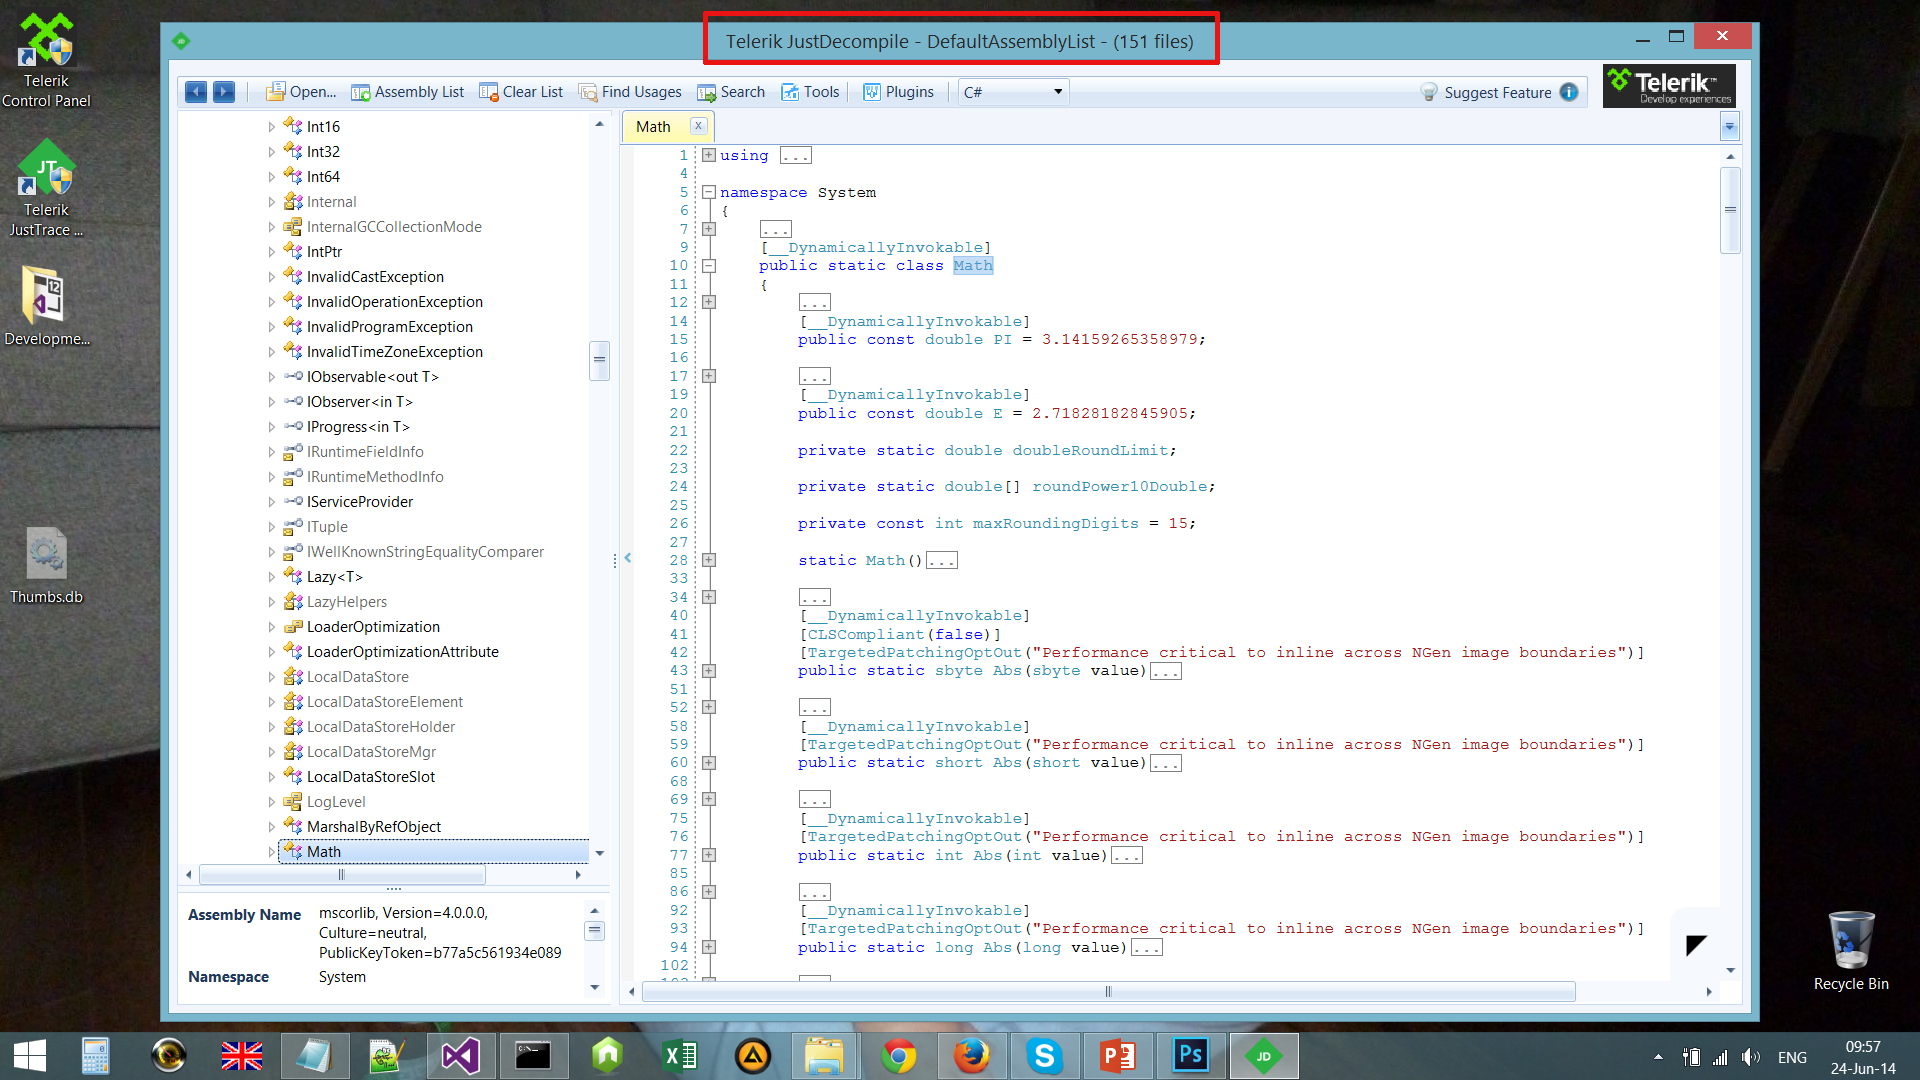 Telerik
Control Panel
Telerik
JustTrace ...
12
Developme...
Thumbs.db
Recycle Bin
Telerik JustDecompile - DefaultAssemblyList - (151 files)
Open... Assembly List Clear List Find Usages Search Tools Plugins C# Suggest Feature
Telerik™
Develop experiences
Int16
Int32
Int64
Internal
InternalGCCollectionMode
IntPtr
InvalidCastException
InvalidOperationException
InvalidProgramException
InvalidTimeZoneException
IObservable<out T>
IObserver<in T>
IProgress<in T>
IRuntimeFieldInfo
IRuntimeMethodInfo
IServiceProvider
ITuple
IWellKnownStringEqualityComparer
Lazy<T>
LazyHelpers
LoaderOptimization
LoaderOptimizationAttribute
LocalDataStore
LocalDataStoreElement
LocalDataStoreHolder
LocalDataStoreMgr
LocalDataStoreSlot
LogLevel
MarshalByRefObject
Math
Assembly Name mscorlib, Version=4.0.0.0,
Culture=neutral,
PublicKeyToken=b77a5c561934e089
Namespace System
Math x
1 using ...
4
5 namespace System
6 {
7 ...
9 [__DynamicallyInvokable]
10 public static class Math
11 {
12 ...
14 [__DynamicallyInvokable]
15 public const double PI = 3.14159265358979;
16
17 ...
19 [__DynamicallyInvokable]
20 public const double E = 2.71828182845905;
21
22 private static double doubleRoundLimit;
23
24 private static double[] roundPower10Double;
25
26 private const int maxRoundingDigits = 15;
27
28 static Math()...
33
34 ...
40 [__DynamicallyInvokable]
41 [CLSCompliant(false)]
42 [TargetedPatchingOptOut("Performance critical to inline across NGen image boundaries")]
43 public static sbyte Abs(sbyte value)...
51
52 ...
58 [__DynamicallyInvokable]
59 [TargetedPatchingOptOut("Performance critical to inline across NGen image boundaries")]
60 public static short Abs(short value)...
68
69 ...
75 [__DynamicallyInvokable]
76 [TargetedPatchingOptOut("Performance critical to inline across NGen image boundaries")]
77 public static int Abs(int value)...
85
86 ...
92 [__DynamicallyInvokable]
93 [TargetedPatchingOptOut("Performance critical to inline across NGen image boundaries")]
94 public static long Abs(long value)...
102
ENG 09:57
24-Jun-14